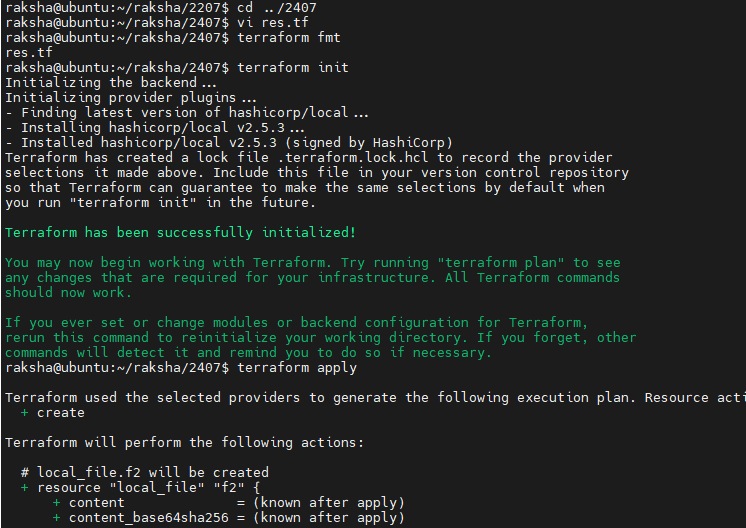 raksha@ubuntu:~/raksha/2207$ cd ../2407
raksha@ubuntu:~/raksha/2407$ vi res.tf
raksha@ubuntu:~/raksha/2407$ terraform fmt
res.tf
raksha@ubuntu:~/raksha/2407$ terraform init
Initializing the backend...
Initializing provider plugins...
- Finding latest version of hashicorp/local...
- Installing hashicorp/local v2.5.3...
- Installed hashicorp/local v2.5.3 (signed by HashiCorp)
Terraform has created a lock file .terraform.lock.hcl to record the provider
selections it made above. Include this file in your version control repository
so that Terraform can guarantee to make the same selections by default when
you run "terraform init" in the future.
Terraform has been successfully initialized!
You may now begin working with Terraform. Try running "terraform plan" to see
any changes that are required for your infrastructure. All Terraform commands
should now work.
If you ever set or change modules or backend configuration for Terraform,
rerun this command to reinitialize your working directory. If you forget, other
commands will detect it and remind you to do so if necessary.
raksha@ubuntu:~/raksha/2407$ terraform apply
Terraform used the selected providers to generate the following execution plan. Resource acti
+ create
Terraform will perform the following actions:
# local_file.f2 will be created
+ resource "local_file" "f2" {
+ content = (known after apply)
+ content_base64sha256 = (known after apply)